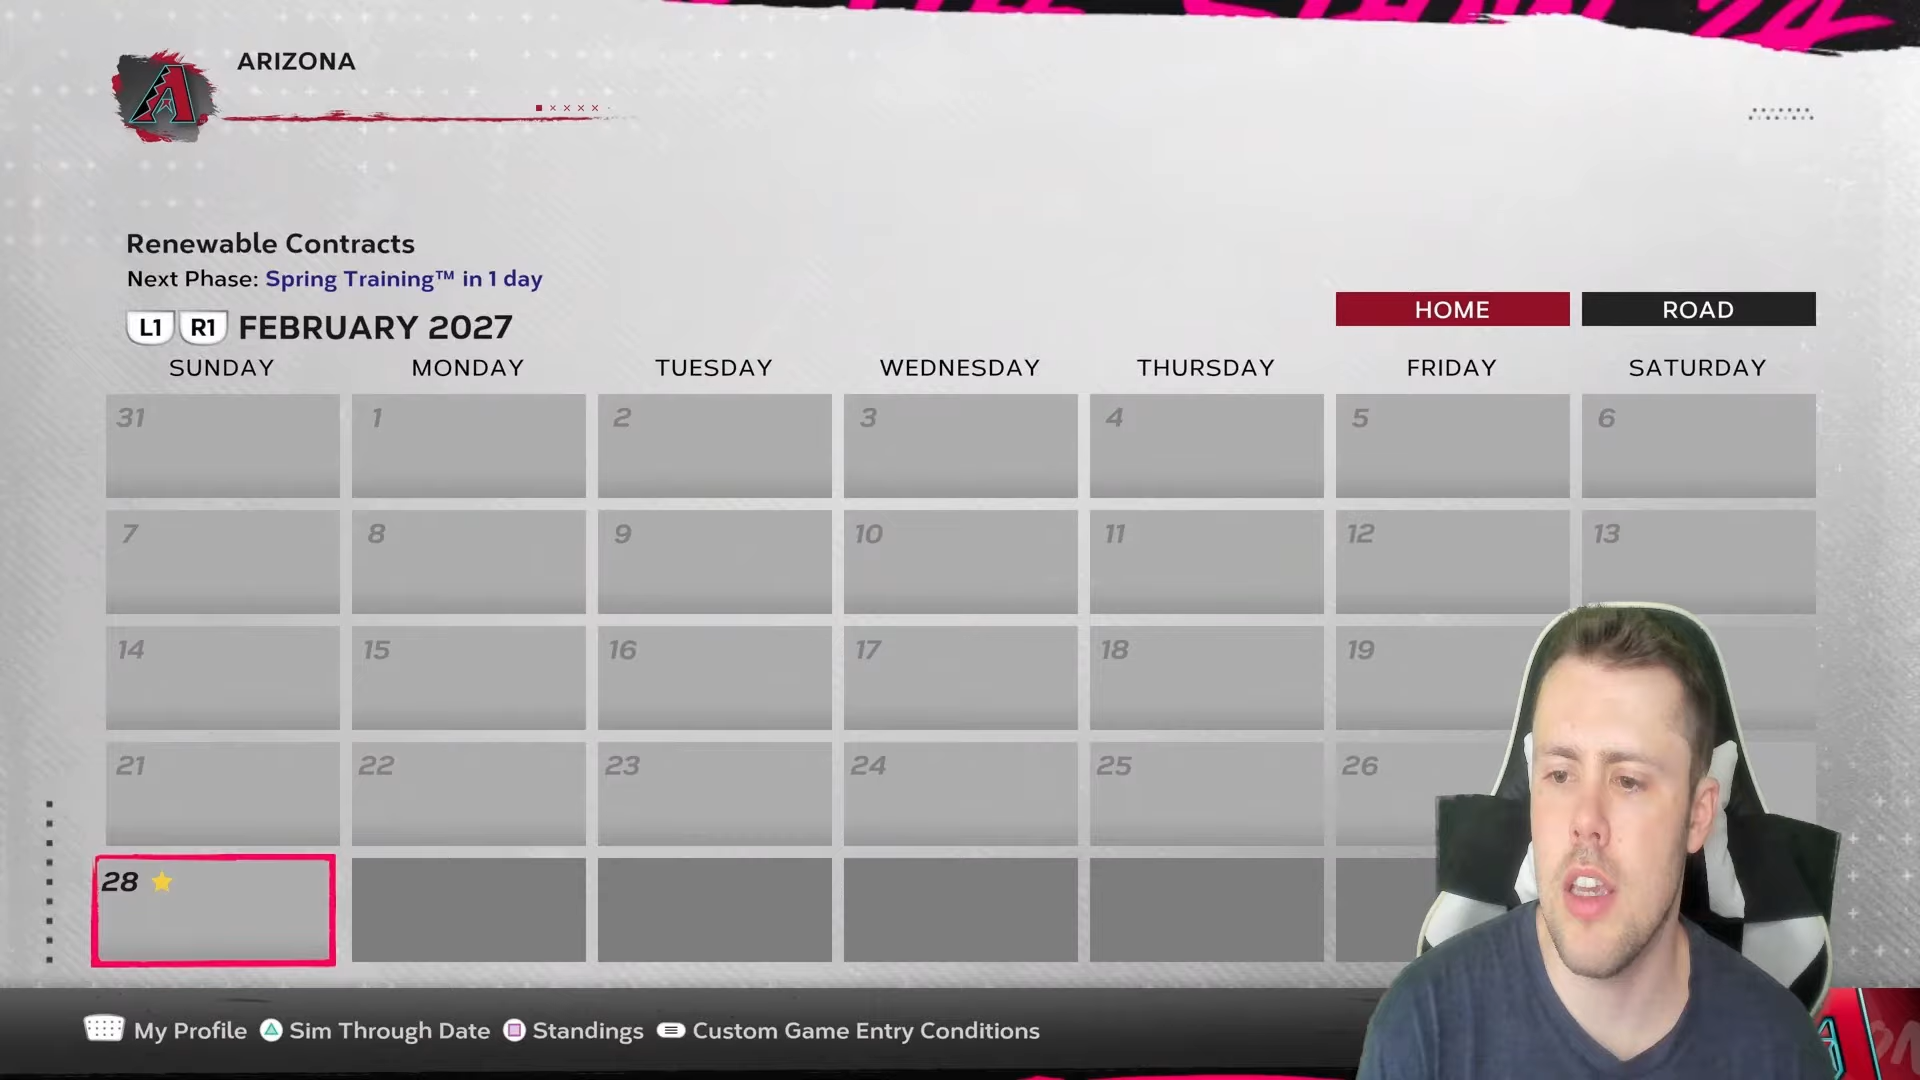 THE SHOW 24
ARIZONA
Renewable Contracts
Next Phase: Spring Training™ in 1 day
L1 R1 FEBRUARY 2027
HOME ROAD
SUNDAY MONDAY TUESDAY WEDNESDAY THURSDAY FRIDAY SATURDAY
31 1 2 3 4 5 6
7 8 9 10 11 12 13
14 15 16 17 18 19
21 22 23 24 25 26
28
My Profile Sim Through Date Standings Custom Game Entry Conditions